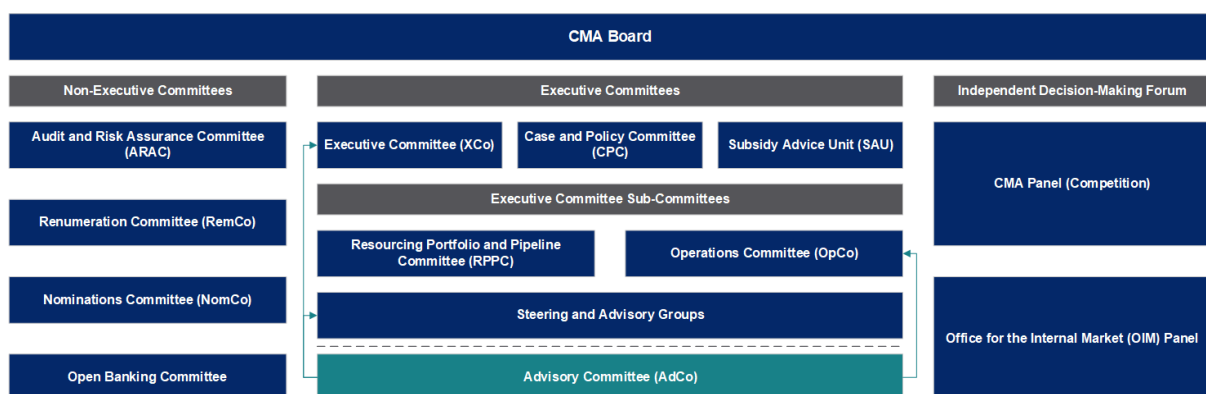 CMA Board
Non-Executive Committees
Executive Committees
Independent Decision-Making Forum
Audit and Risk Assurance Committee
(ARAC)
Executive Committee (XCo)
Case and Policy Committee
(CPC)
Subsidy Advice Unit (SAU)
CMA Panel (Competition)
Executive Committee Sub-Committees
Renumeration Committee (RemCo)
Resourcing Portfolio and Pipeline
Committee (RPPC)
Operations Committee (OpCo)
Nominations Committee (NomCo)
Steering and Advisory Groups
Office for the Internal Market (OIM) Panel
Open Banking Committee
Advisory Committee (AdCo)